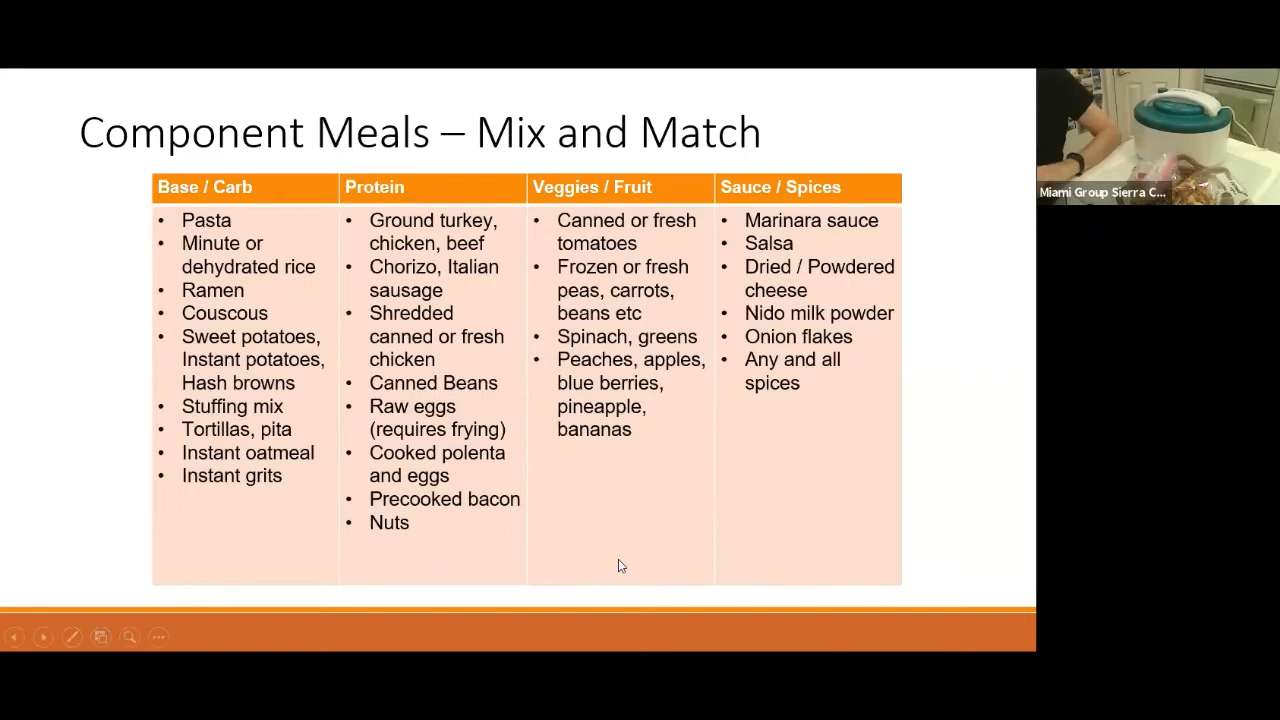 Component Meals – Mix and Match
Base / Carb
Pasta
Minute or
dehydrated rice
Ramen
Couscous
Sweet potatoes,
Instant potatoes,
Hash browns
Stuffing mix
Tortillas, pita
Instant oatmeal
Instant grits
Protein
Ground turkey,
chicken, beef
Chorizo, Italian
sausage
Shredded
canned or fresh
chicken
Canned Beans
Raw eggs
(requires frying)
Cooked polenta
and eggs
Precooked bacon
Nuts
Veggies / Fruit
Canned or fresh
tomatoes
Frozen or fresh
peas, carrots,
beans etc
Spinach, greens
Peaches, apples,
blue berries,
pineapple,
bananas
Sauce / Spices
Marinara sauce
Salsa
Dried / Powdered
cheese
Nido milk powder
Onion flakes
Any and all
spices
Miami Group Sierra C...